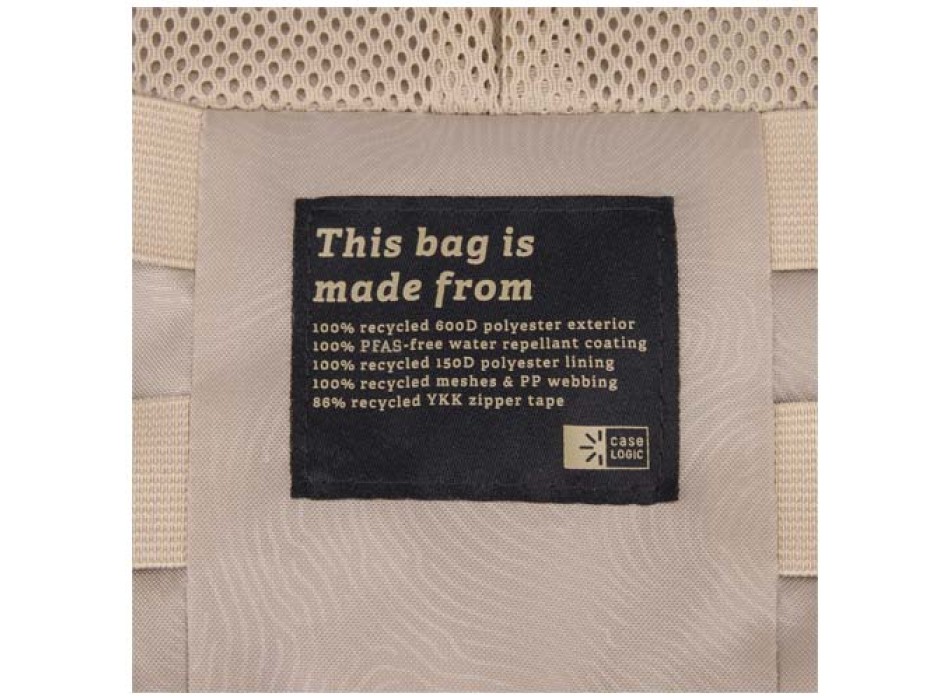 This bag is
made from
100% recycled 600D polyester exterior
100% PFAS-free water repellant coating
100% recycled 150D polyester lining
100% recycled meshes & PP webbing
86% recycled YKK zipper tape
case
LOGIC